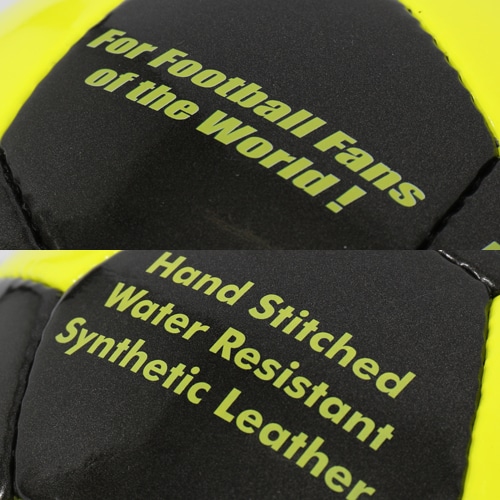 For Football Fans
of the World !
Hand Stitched
Water Resistant
Synthetic Leather